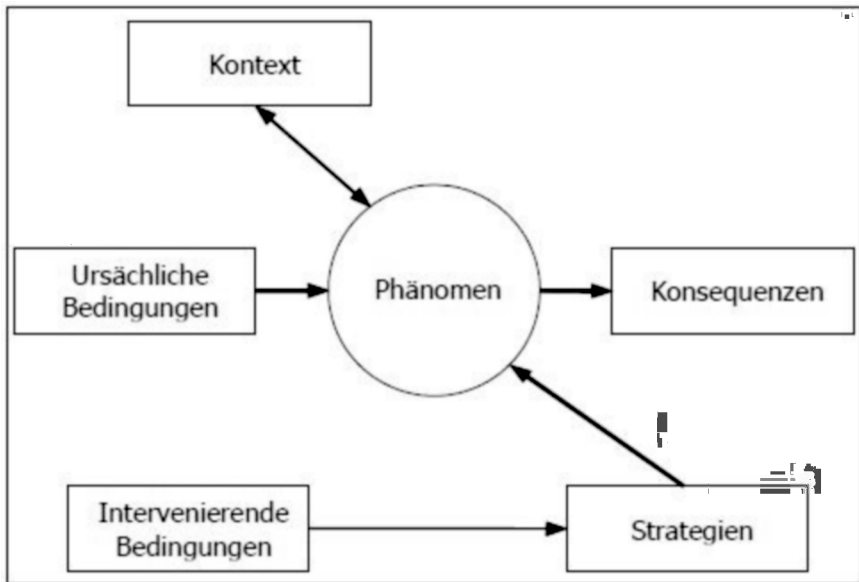 Kontext
Ursächliche
Bedingungen
Phänomen
Konsequenzen
Intervenierende
Bedingungen
Strategien